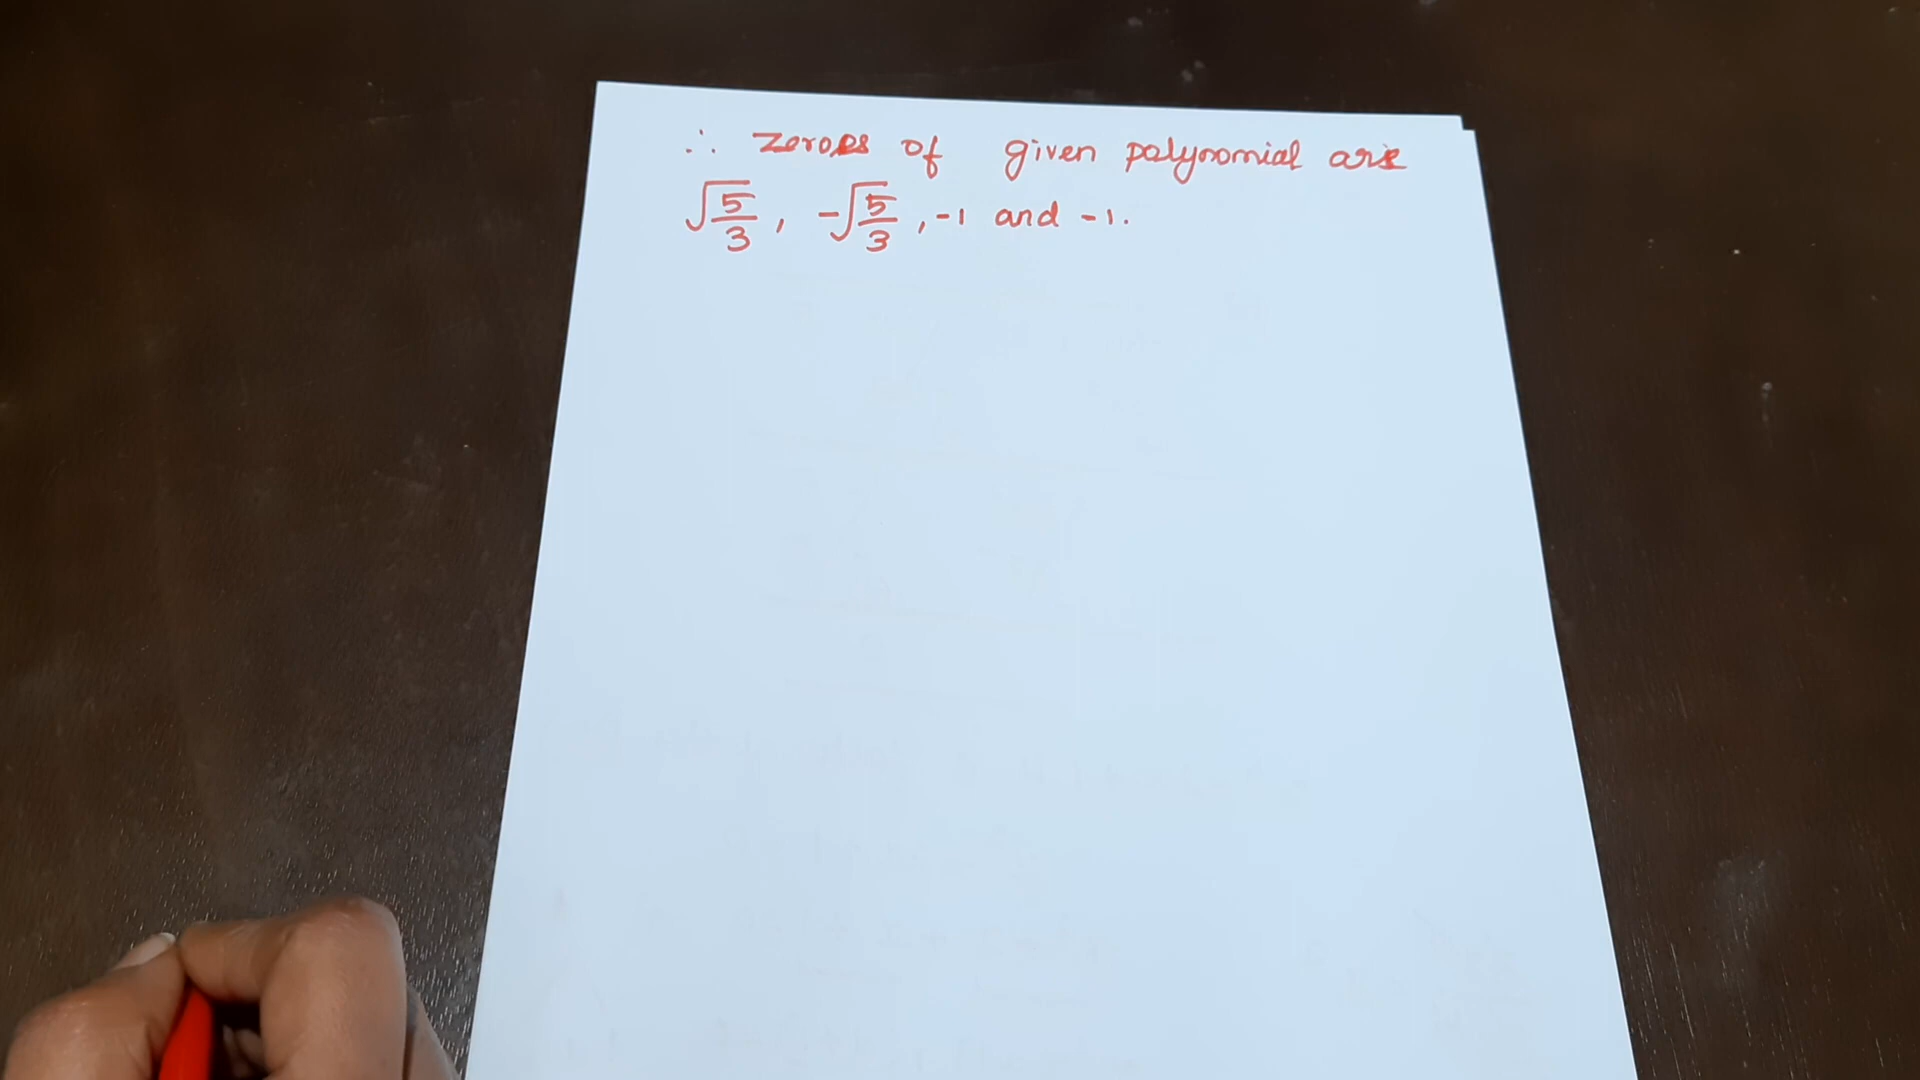 ∴ zeroes of given polynomial are
√5/3, -√5/3, -1 and -1.